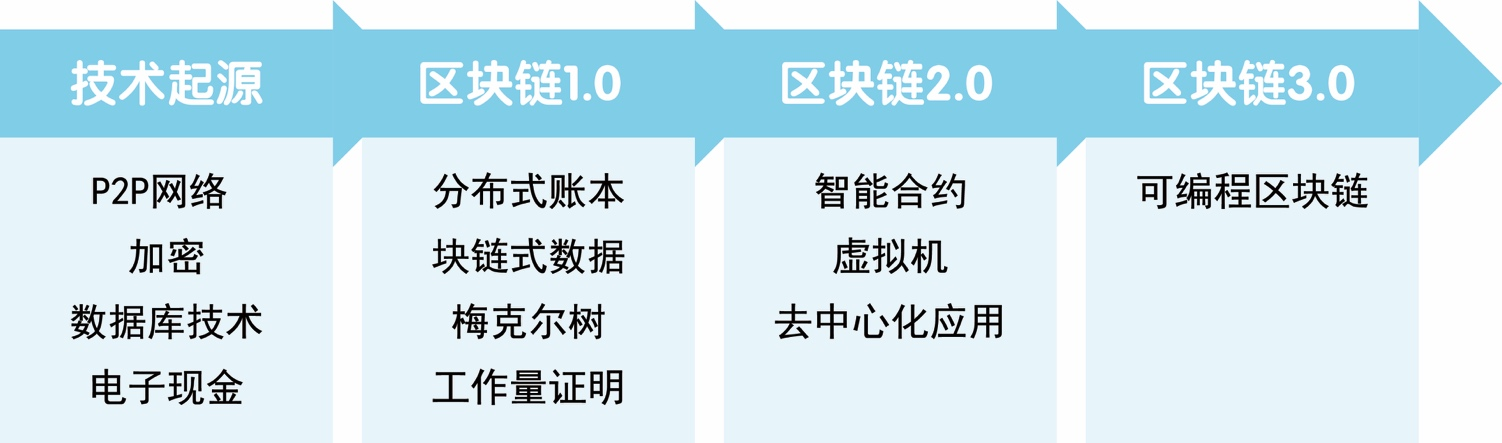 技术起源
P2P网络
加密
数据库技术
电子现金
区块链1.0
分布式账本
块链式数据
梅克尔树
工作量证明
区块链2.0
智能合约
虚拟机
去中心化应用
区块链3.0
可编程区块链